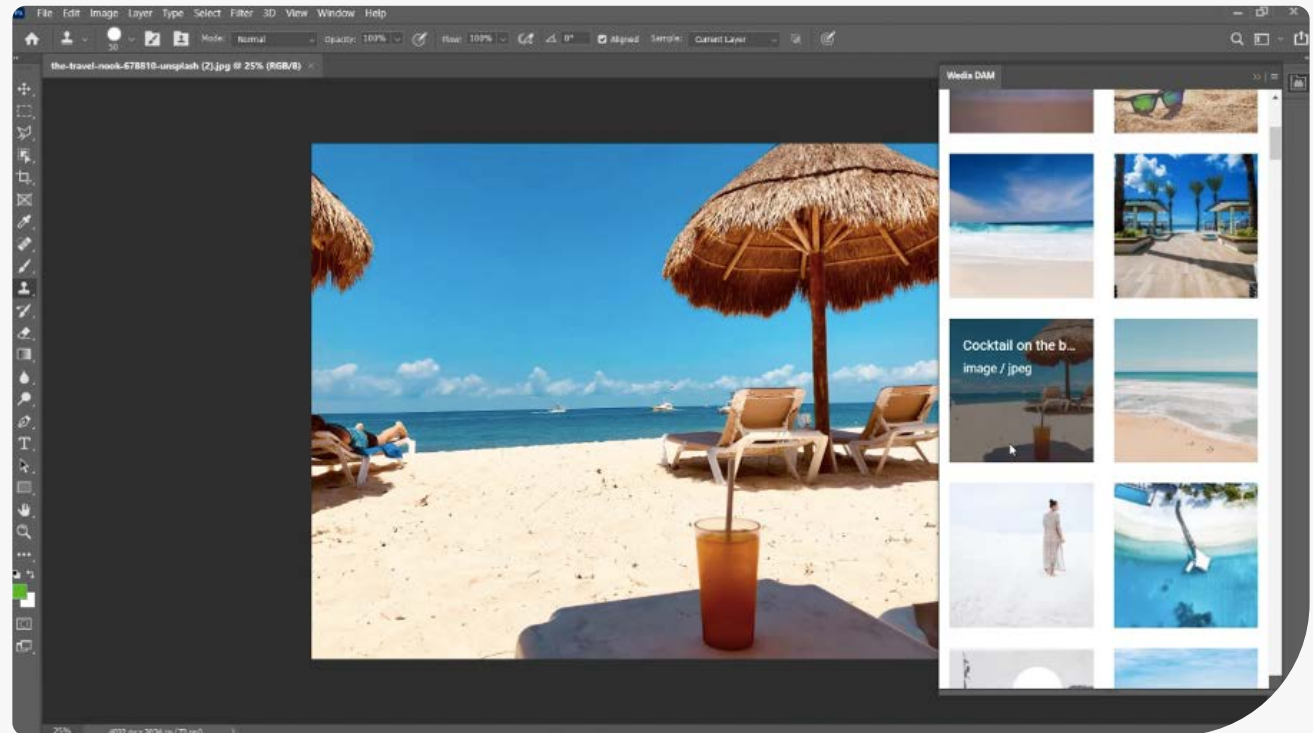 File Edit Image Layer Type Select Filter 3D View Window Help
50 Mode: Normal Opacity: 100% Flow: 100% 0° Aligned Sample: Current Layer
the-travel-nook-678810-unsplash (2).jpg @ 25% (RGB/8)
Wedia DAM
Cocktail on the b...
image / jpeg
25%